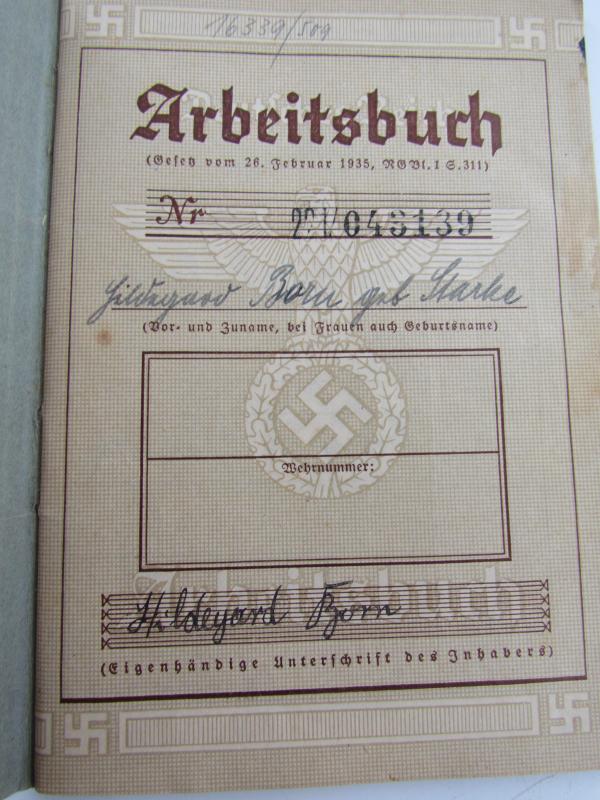 16339/509
Arbeitsbuch
(Gesetz vom 26. Februar 1935, RGBl. I S. 311)
Nr 043139
Hildegard Born geb Starke
(Vor- und Zuname, bei Frauen auch Geburtsname)
Wehrnummer:
Hildegard Born
(Eigenhändige Unterschrift des Inhabers)